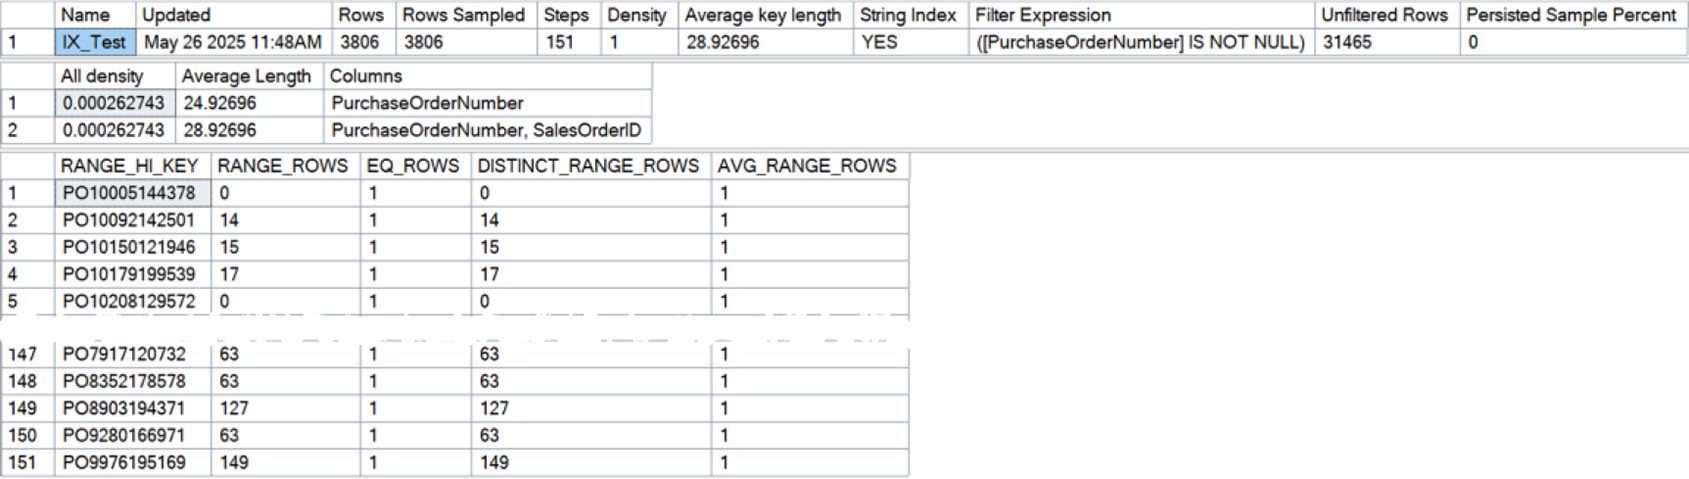 Name Updated Rows Rows Sampled Steps Density Average key length String Index Filter Expression Unfiltered Rows Persisted Sample Percent
1 IX_Test May 26 2025 11:48AM 3806 3806 151 1 28.92696 YES ([PurchaseOrderNumber] IS NOT NULL) 31465 0
All density Average Length Columns
1 0.000262743 24.92696 PurchaseOrderNumber
2 0.000262743 28.92696 PurchaseOrderNumber, SalesOrderID
RANGE_HI_KEY RANGE_ROWS EQ_ROWS DISTINCT_RANGE_ROWS AVG_RANGE_ROWS
1 PO10005144378 0 1 0 1
2 PO10092142501 14 1 14 1
3 PO10150121946 15 1 15 1
4 PO10179199539 17 1 17 1
5 PO10208129572 0 1 0 1
147 PO7917120732 63 1 63 1
148 PO8352178578 63 1 63 1
149 PO8903194371 127 1 127 1
150 PO9280166971 63 1 63 1
151 PO9976195169 149 1 149 1